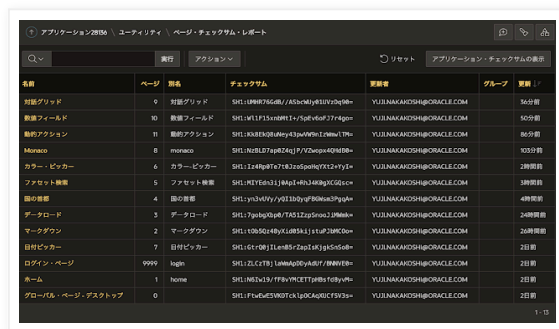 アプリケーション28136 \ ユーティリティ \ ページ・チェックサム・レポート
実行 アクション リセット アプリケーション・チェックサムの表示
名前 ページ 別名 チェックサム 更新者 グループ 更新
対話グリッド 9 対話グリッド YUJI.NAKAKOSHI@ORACLE.COM 36分前
数値フィールド 10 数値フィールド YUJI.NAKAKOSHI@ORACLE.COM 50分前
動的アクション 11 動的アクション YUJI.NAKAKOSHI@ORACLE.COM 86分前
Monaco 8 monaco YUJI.NAKAKOSHI@ORACLE.COM 103分前
カラー・ピッカー 6 カラー・ピッカー YUJI.NAKAKOSHI@ORACLE.COM 2時間前
ファセット検索 5 ファセット検索 YUJI.NAKAKOSHI@ORACLE.COM 3時間前
国の首都 4 国の首都 YUJI.NAKAKOSHI@ORACLE.COM 4時間前
データロード 3 データロード YUJI.NAKAKOSHI@ORACLE.COM 24時間前
マークダウン 2 マークダウン YUJI.NAKAKOSHI@ORACLE.COM 26時間前
日付ピッカー 7 日付ピッカー YUJI.NAKAKOSHI@ORACLE.COM 2日前
ログイン・ページ 9999 login YUJI.NAKAKOSHI@ORACLE.COM 2日前
ホーム 1 home YUJI.NAKAKOSHI@ORACLE.COM 2日前
グローバル・ページ - デスクトップ 0 YUJI.NAKAKOSHI@ORACLE.COM 2日前
1 - 13